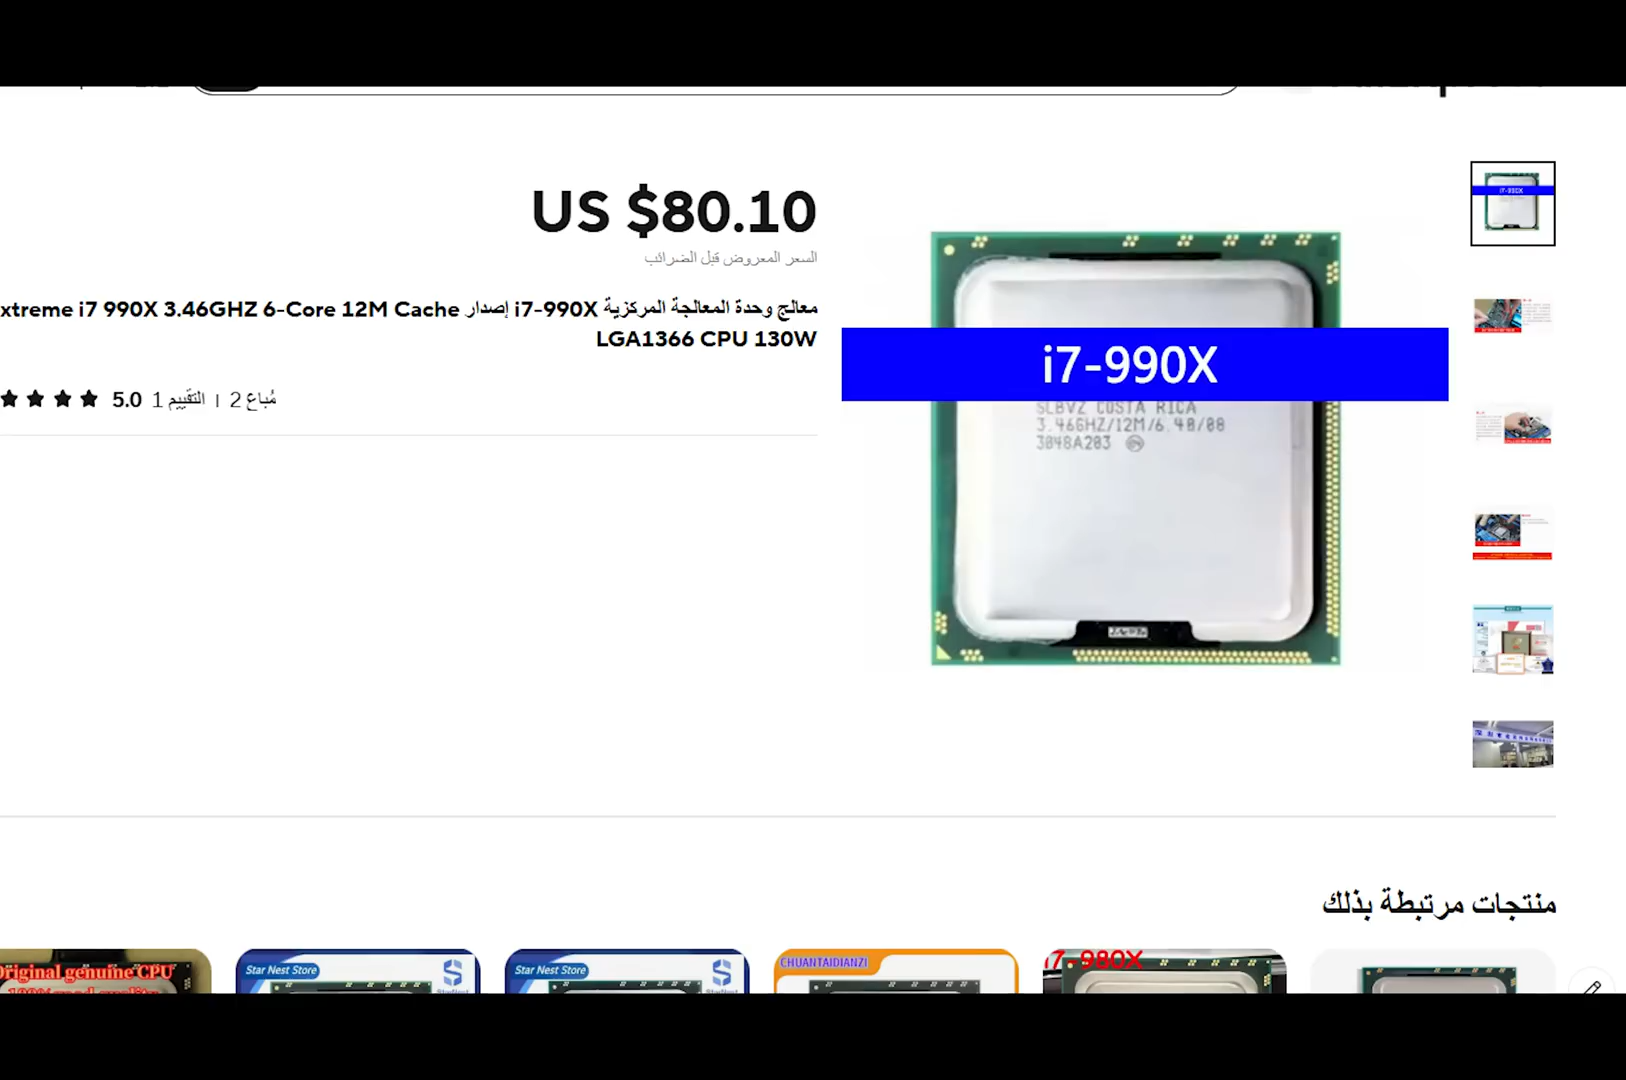 US $80.10
السعر المعروض قبل الضرائب
معالج وحدة المعالجة المركزية i7-990X إصدار xtreme i7 990X 3.46GHZ 6-Core 12M Cache
LGA1366 CPU 130W
5.0 التقييم 1 | مُباع 2
i7-990X
SLBVZ COSTA RICA
3.46GHZ/12M/6.40/08
3048A203
i7-990X
منتجات مرتبطة بذلك
i7-980X
CHUANTAIDIANZI
Star Nest Store
Star Nest Store
Original genuine CPU